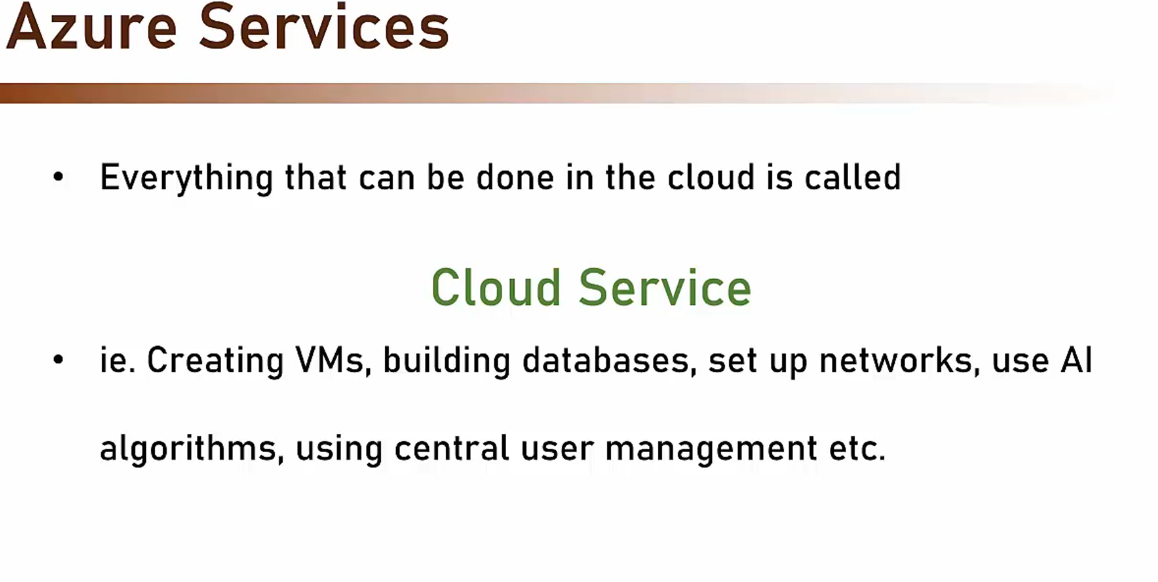 Azure Services
• Everything that can be done in the cloud is called
Cloud Service
• ie. Creating VMs, building databases, set up networks, use AI
algorithms, using central user management etc.